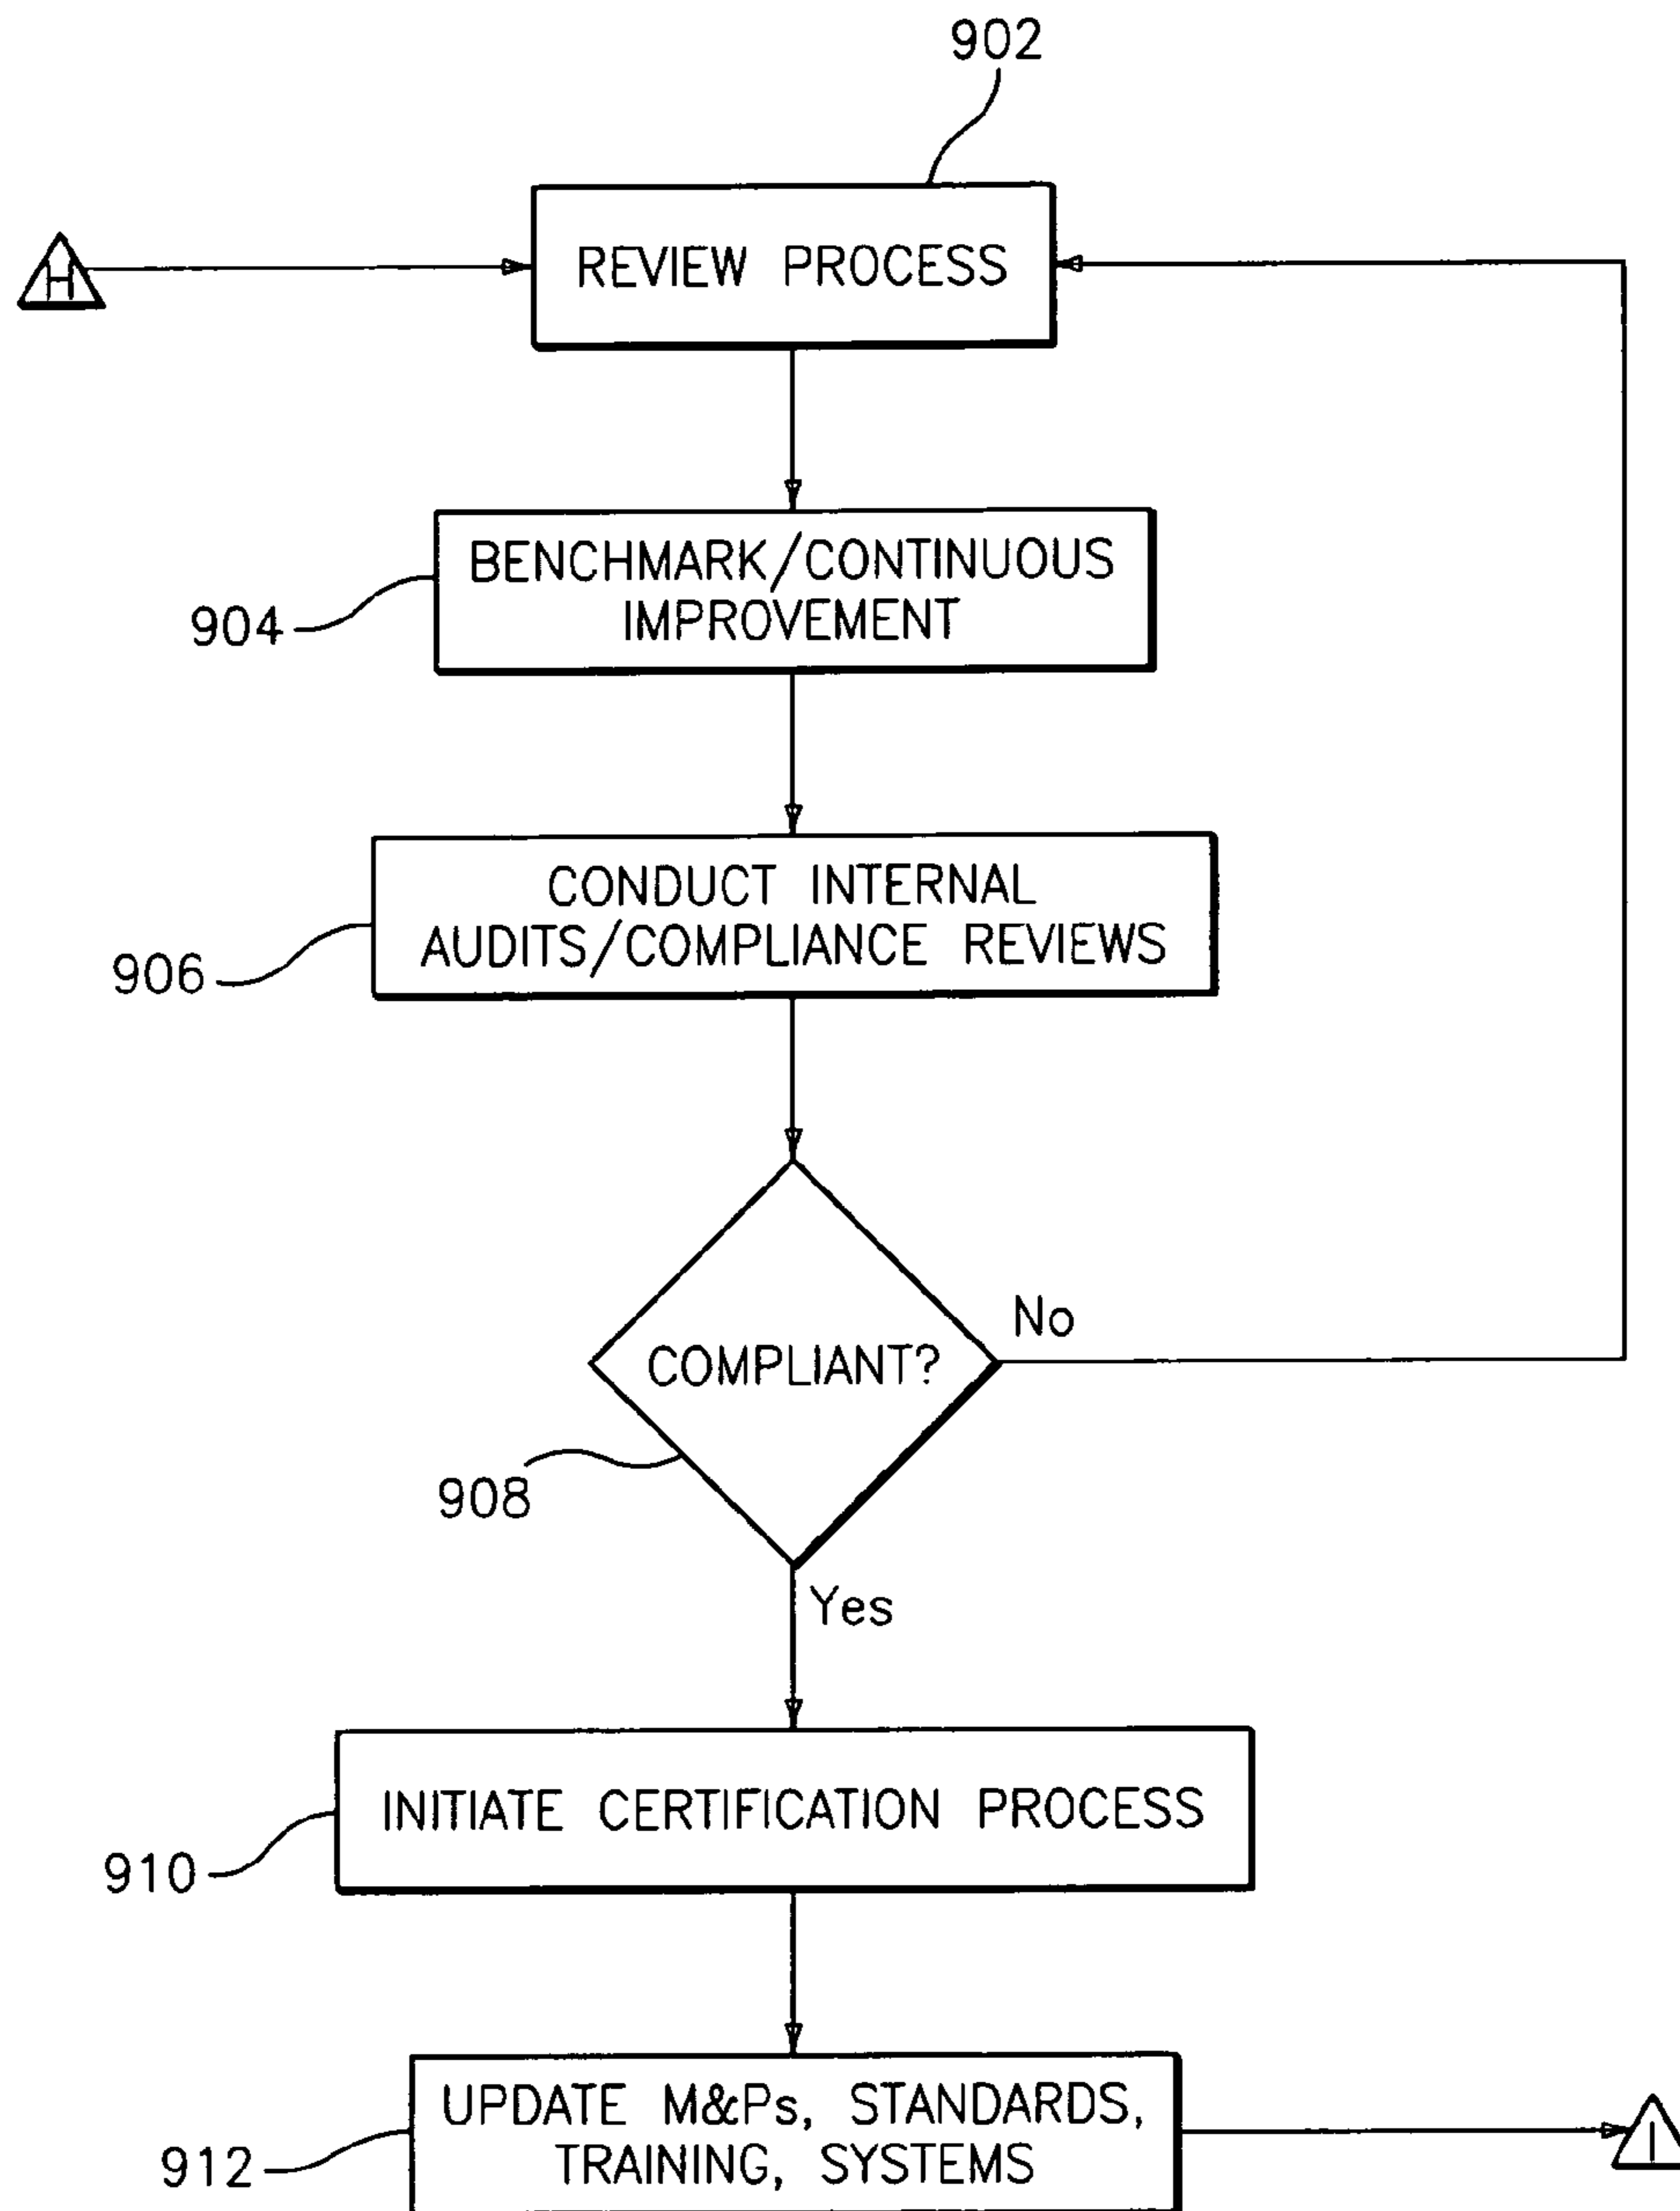 902
H
REVIEW PROCESS
BENCHMARK/CONTINUOUS
IMPROVEMENT
904
CONDUCT INTERNAL
AUDITS/COMPLIANCE REVIEWS
906
No
COMPLIANT?
908
Yes
INITIATE CERTIFICATION PROCESS
910
UPDATE M&Ps, STANDARDS,
TRAINING, SYSTEMS
912
I